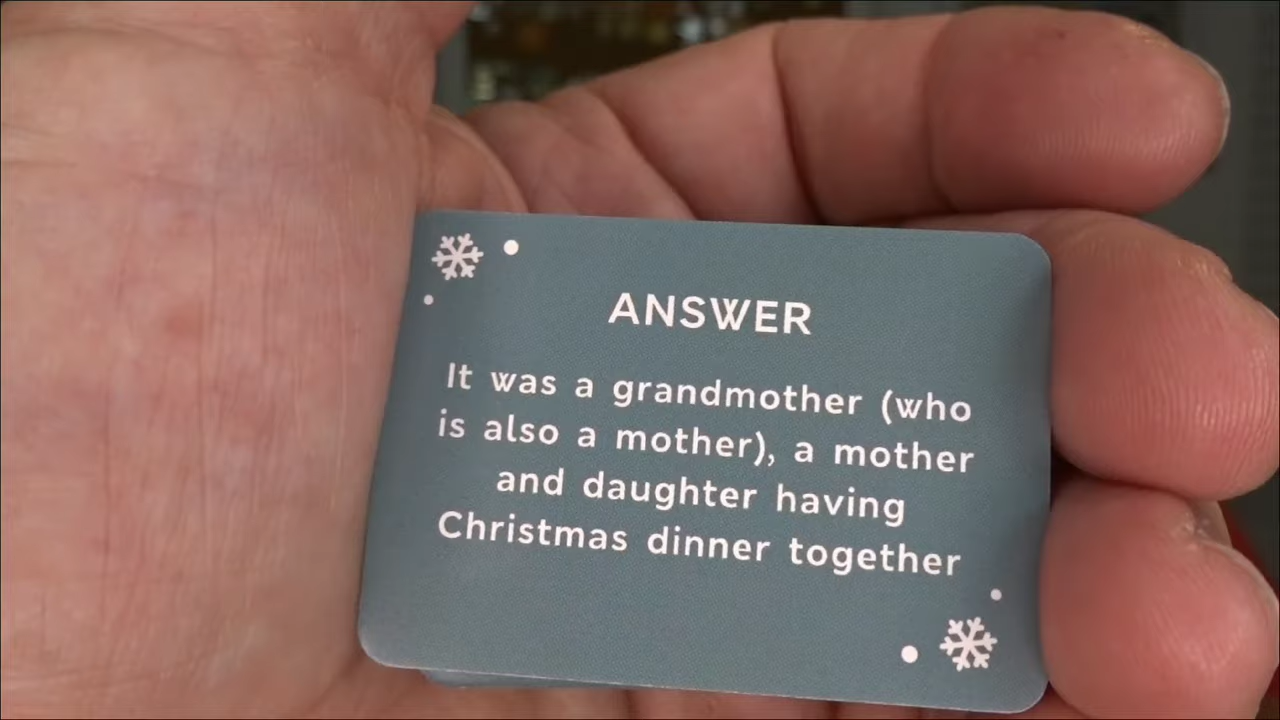 ANSWER
It was a grandmother (who
is also a mother), a mother
and daughter having
Christmas dinner together